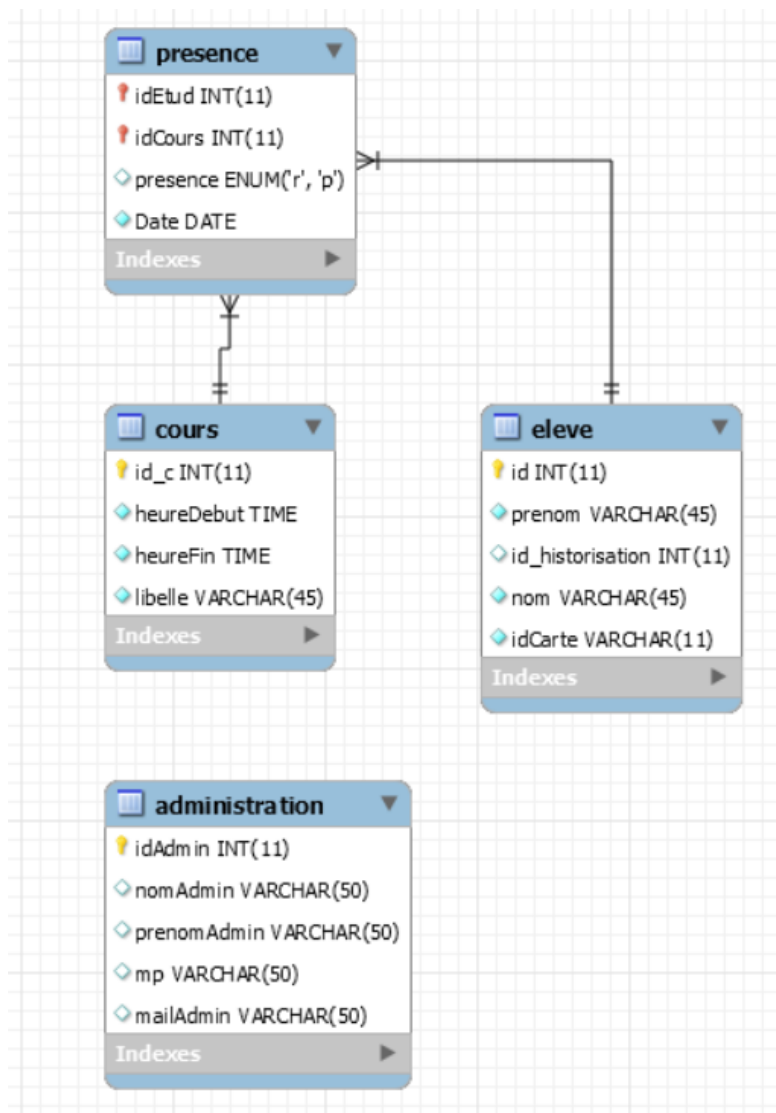 presence
idEtud INT(11)
idCours INT(11)
presence ENUM('r', 'p')
Date DATE
Indexes
cours
id_c INT(11)
heureDebut TIME
heureFin TIME
libelle VARCHAR(45)
Indexes
eleve
id INT(11)
prenom VARCHAR(45)
id_historisation INT(11)
nom VARCHAR(45)
idCarte VARCHAR(11)
Indexes
administration
idAdmin INT(11)
nomAdmin VARCHAR(50)
prenomAdmin VARCHAR(50)
mp VARCHAR(50)
mailAdmin VARCHAR(50)
Indexes